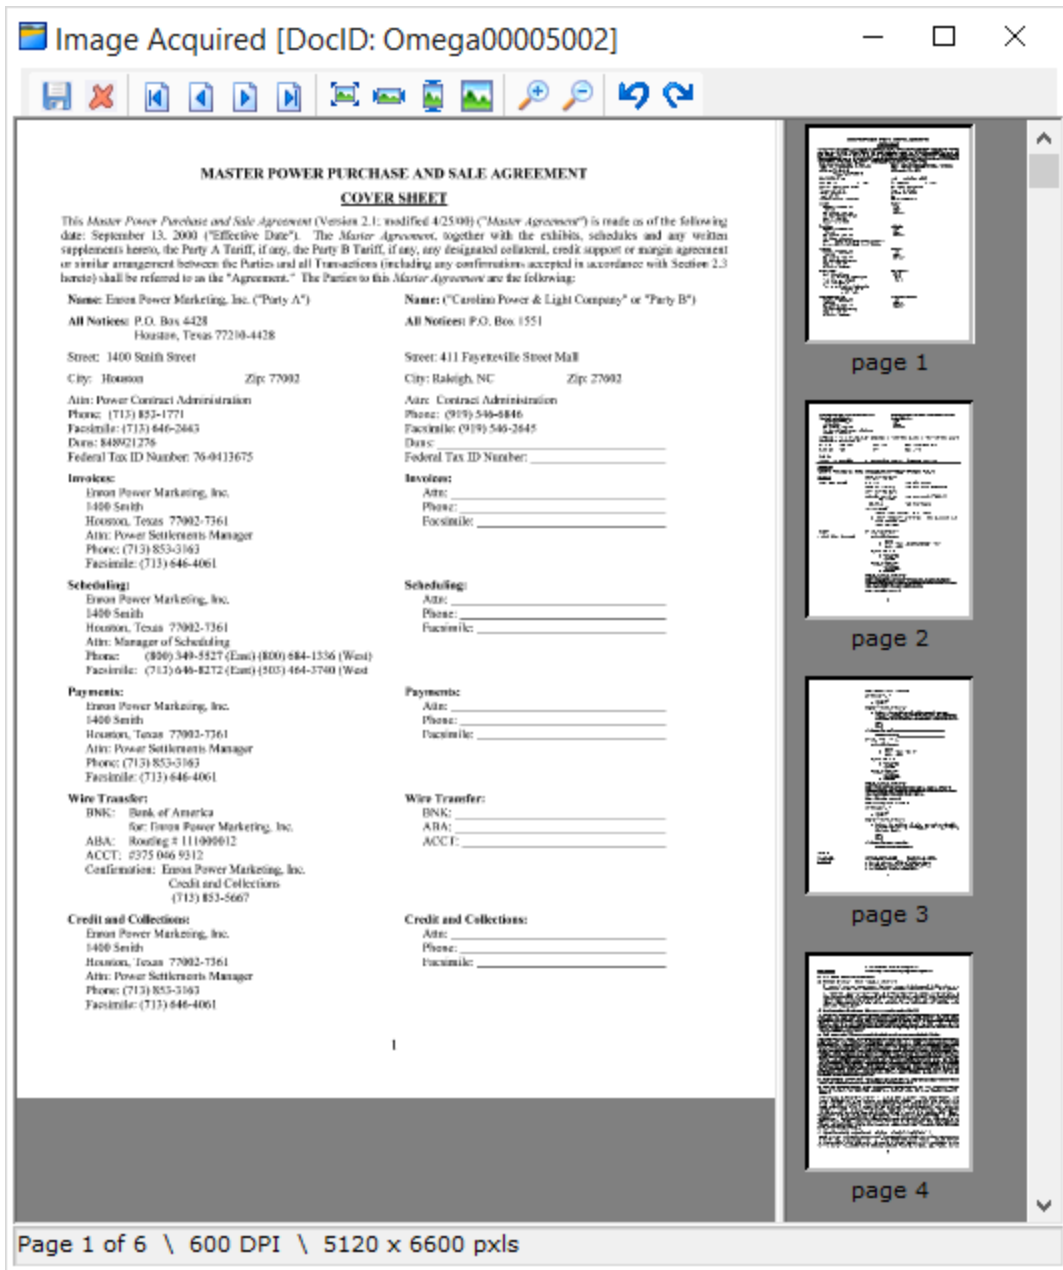 Image Acquired [DocID: Omega00005002]
MASTER POWER PURCHASE AND SALE AGREEMENT
COVER SHEET
This Master Power Purchase and Sale Agreement (Version 2.1; modified 4/25/00) ("Master Agreement") is made as of the following
date: September 13, 2000 ("Effective Date"). The Master Agreement, together with the exhibits, schedules and any written
supplements hereto, the Party A Tariff, if any, the Party B Tariff, if any, any designated collateral, credit support or margin agreement
or similar arrangement between the Parties and all Transactions (including any confirmations accepted in accordance with Section 2.3
hereto) shall be referred to as the "Agreement." The Parties to this Master Agreement are the following:
Name: Enron Power Marketing, Inc. ("Party A")
Name: ("Carolina Power & Light Company" or "Party B")
All Notices: P.O. Box 4428
Houston, Texas 77210-4428
All Notices: P.O. Box 1551
Street: 1400 Smith Street
Street: 411 Fayetteville Street Mall
City: Houston Zip: 77002
City: Raleigh, NC Zip: 27602
Attn: Power Contract Administration
Phone: (713) 853-1771
Facsimile: (713) 646-2443
Duns: 848921276
Federal Tax ID Number: 76-0413675
Attn: Contract Administration
Phone: (919) 546-6846
Facsimile: (919) 546-2645
Duns:
Federal Tax ID Number:
Invoices:
Enron Power Marketing, Inc.
1400 Smith
Houston, Texas 77002-7361
Attn: Power Settlements Manager
Phone: (713) 853-3163
Facsimile: (713) 646-4061
Invoices:
Attn:
Phone:
Facsimile:
Scheduling:
Enron Power Marketing, Inc.
1400 Smith
Houston, Texas 77002-7361
Attn: Manager of Scheduling
Phone: (800) 349-5527 (East) (800) 684-1336 (West)
Facsimile: (713) 646-8272 (East) (503) 464-3740 (West
Scheduling:
Attn:
Phone:
Facsimile:
Payments:
Enron Power Marketing, Inc.
1400 Smith
Houston, Texas 77002-7361
Attn: Power Settlements Manager
Phone: (713) 853-3163
Facsimile: (713) 646-4061
Payments:
Attn:
Phone:
Facsimile:
Wire Transfer:
BNK: Bank of America
for: Enron Power Marketing, Inc.
ABA: Routing # 111000012
ACCT: #375 046 9312
Confirmation: Enron Power Marketing, Inc.
Credit and Collections
(713) 853-5667
Wire Transfer:
BNK:
ABA:
ACCT:
Credit and Collections:
Enron Power Marketing, Inc.
1400 Smith
Houston, Texas 77002-7361
Attn: Power Settlements Manager
Phone: (713) 853-3163
Facsimile: (713) 646-4061
Credit and Collections:
Attn:
Phone:
Facsimile:
1
page 1
page 2
page 3
page 4
Page 1 of 6 \ 600 DPI \ 5120 x 6600 pxls